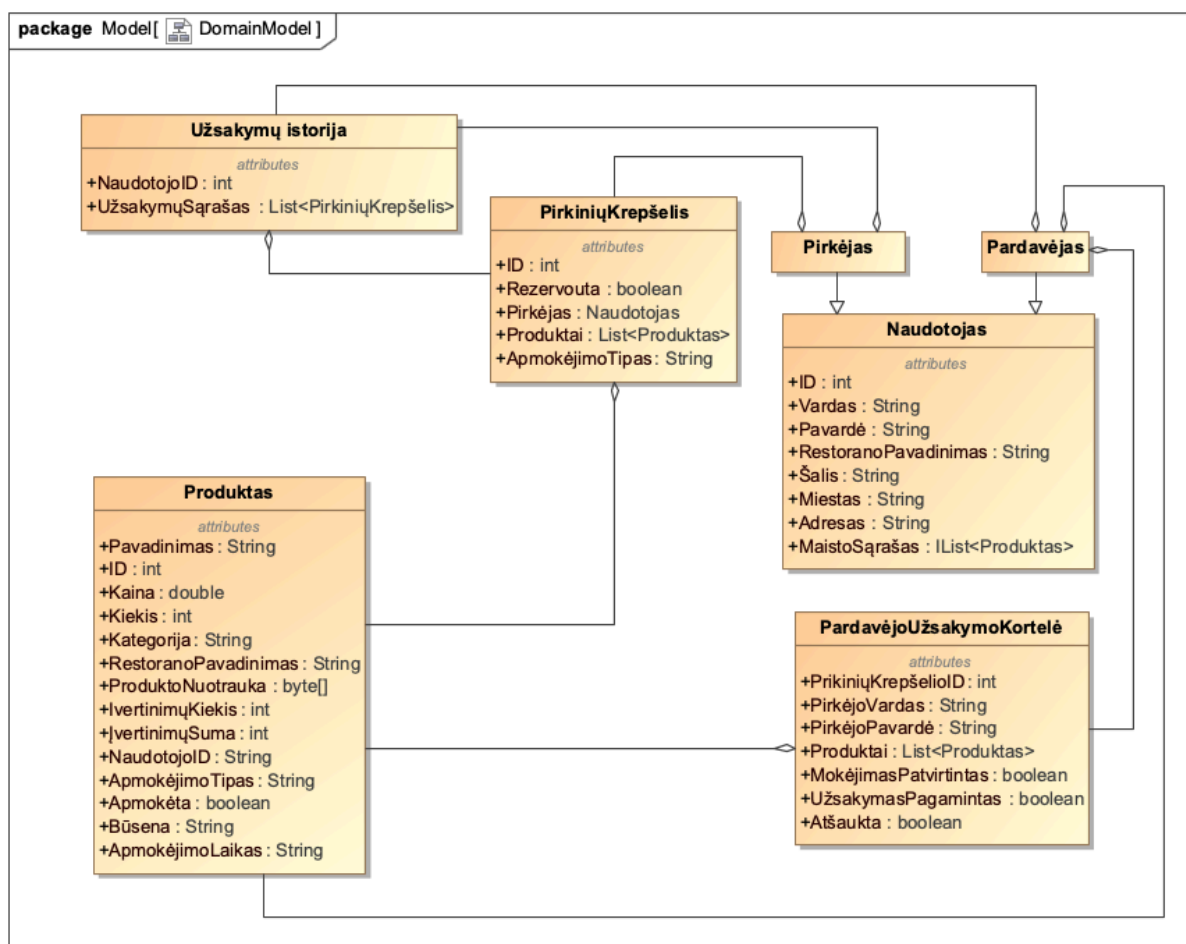 package Model[ DomainModel ]
Užsakymų istorija
attributes
+NaudotojoID : int
+UžsakymųSąrašas : List<PirkiniųKrepšelis>
PirkiniųKrepšelis
attributes
+ID : int
+Rezervouta : boolean
+Pirkėjas : Naudotojas
+Produktai : List<Produktas>
+ApmokėjimoTipas : String
Pirkėjas
Pardavėjas
Naudotojas
attributes
+ID : int
+Vardas : String
+Pavardė : String
+RestoranoPavadinimas : String
+Šalis : String
+Miestas : String
+Adresas : String
+MaistoSąrašas : IList<Produktas>
Produktas
attributes
+Pavadinimas : String
+ID : int
+Kaina : double
+Kiekis : int
+Kategorija : String
+RestoranoPavadinimas : String
+ProduktoNuotrauka : byte[]
+IvertinimųKiekis : int
+ĮvertinimųSuma : int
+NaudotojoID : String
+ApmokėjimoTipas : String
+Apmokėta : boolean
+Būsena : String
+ApmokėjimoLaikas : String
PardavėjoUžsakymoKortelė
attributes
+PrikiniųKrepšelioID : int
+PirkėjoVardas : String
+PirkėjoPavardė : String
+Produktai : List<Produktas>
+MokėjimasPatvirtintas : boolean
+UžsakymasPagamintas : boolean
+Atšaukta : boolean